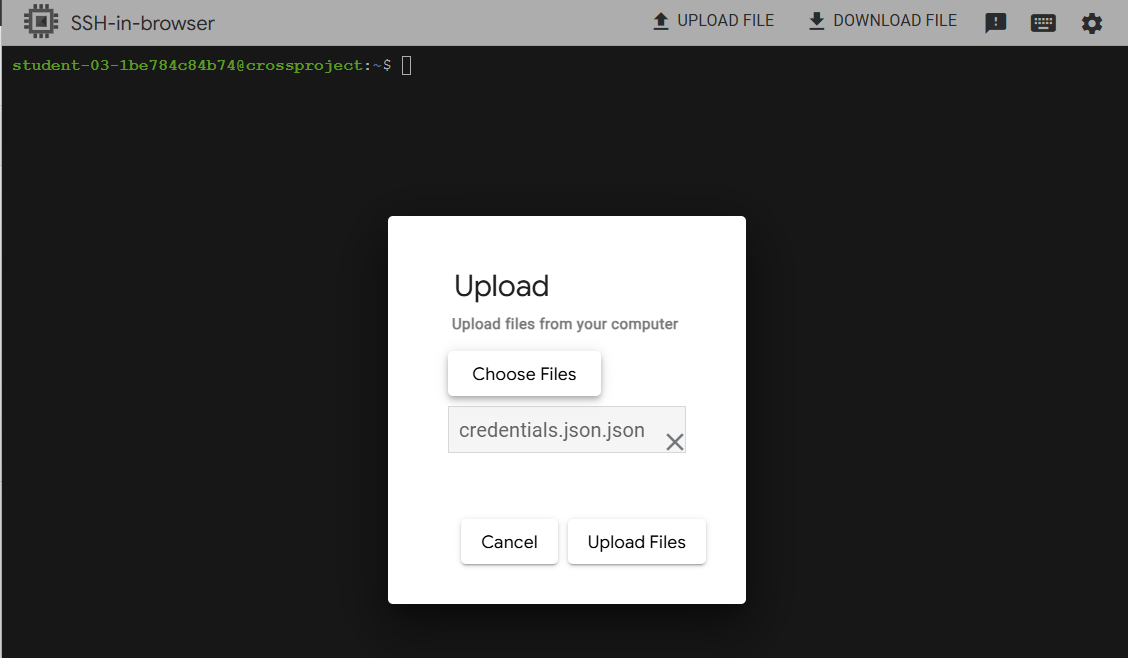 SSH-in-browser
UPLOAD FILE
DOWNLOAD FILE
student-03-1be784c84b74@crossproject:~$
Upload
Upload files from your computer
Choose Files
credentials.json.json
Cancel
Upload Files